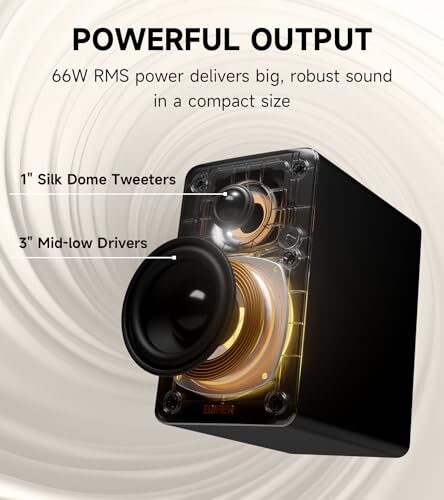 POWERFUL OUTPUT
66W RMS power delivers big, robust sound
in a compact size
1" Silk Dome Tweeters
3" Mid-low Drivers
EDIFIER